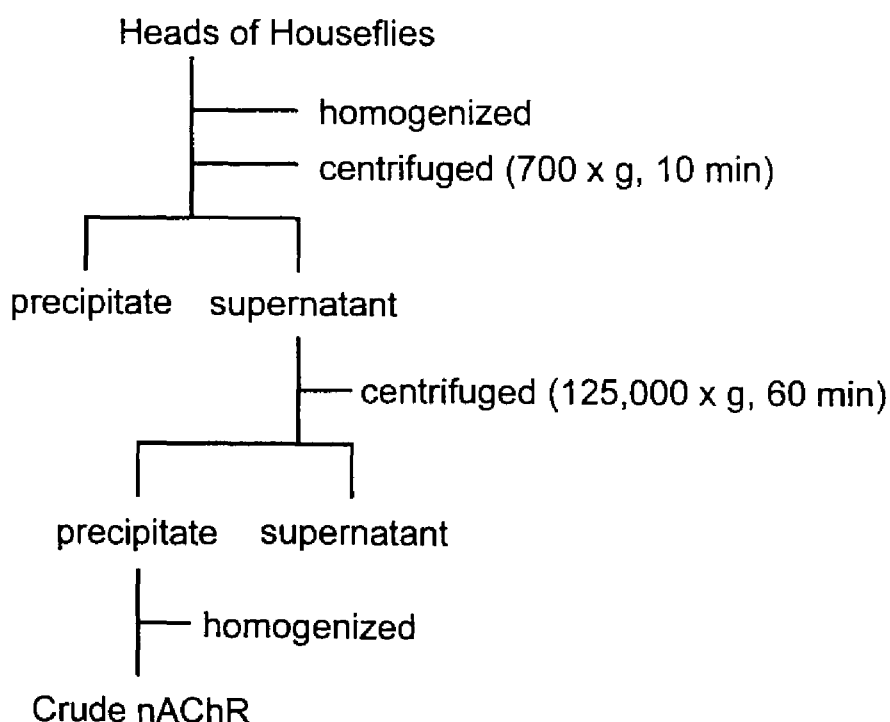 Heads of Houseflies
homogenized
centrifuged (700 x g, 10 min)
precipitate supernatant
centrifuged (125,000 x g, 60 min)
precipitate supernatant
homogenized
Crude nAChR